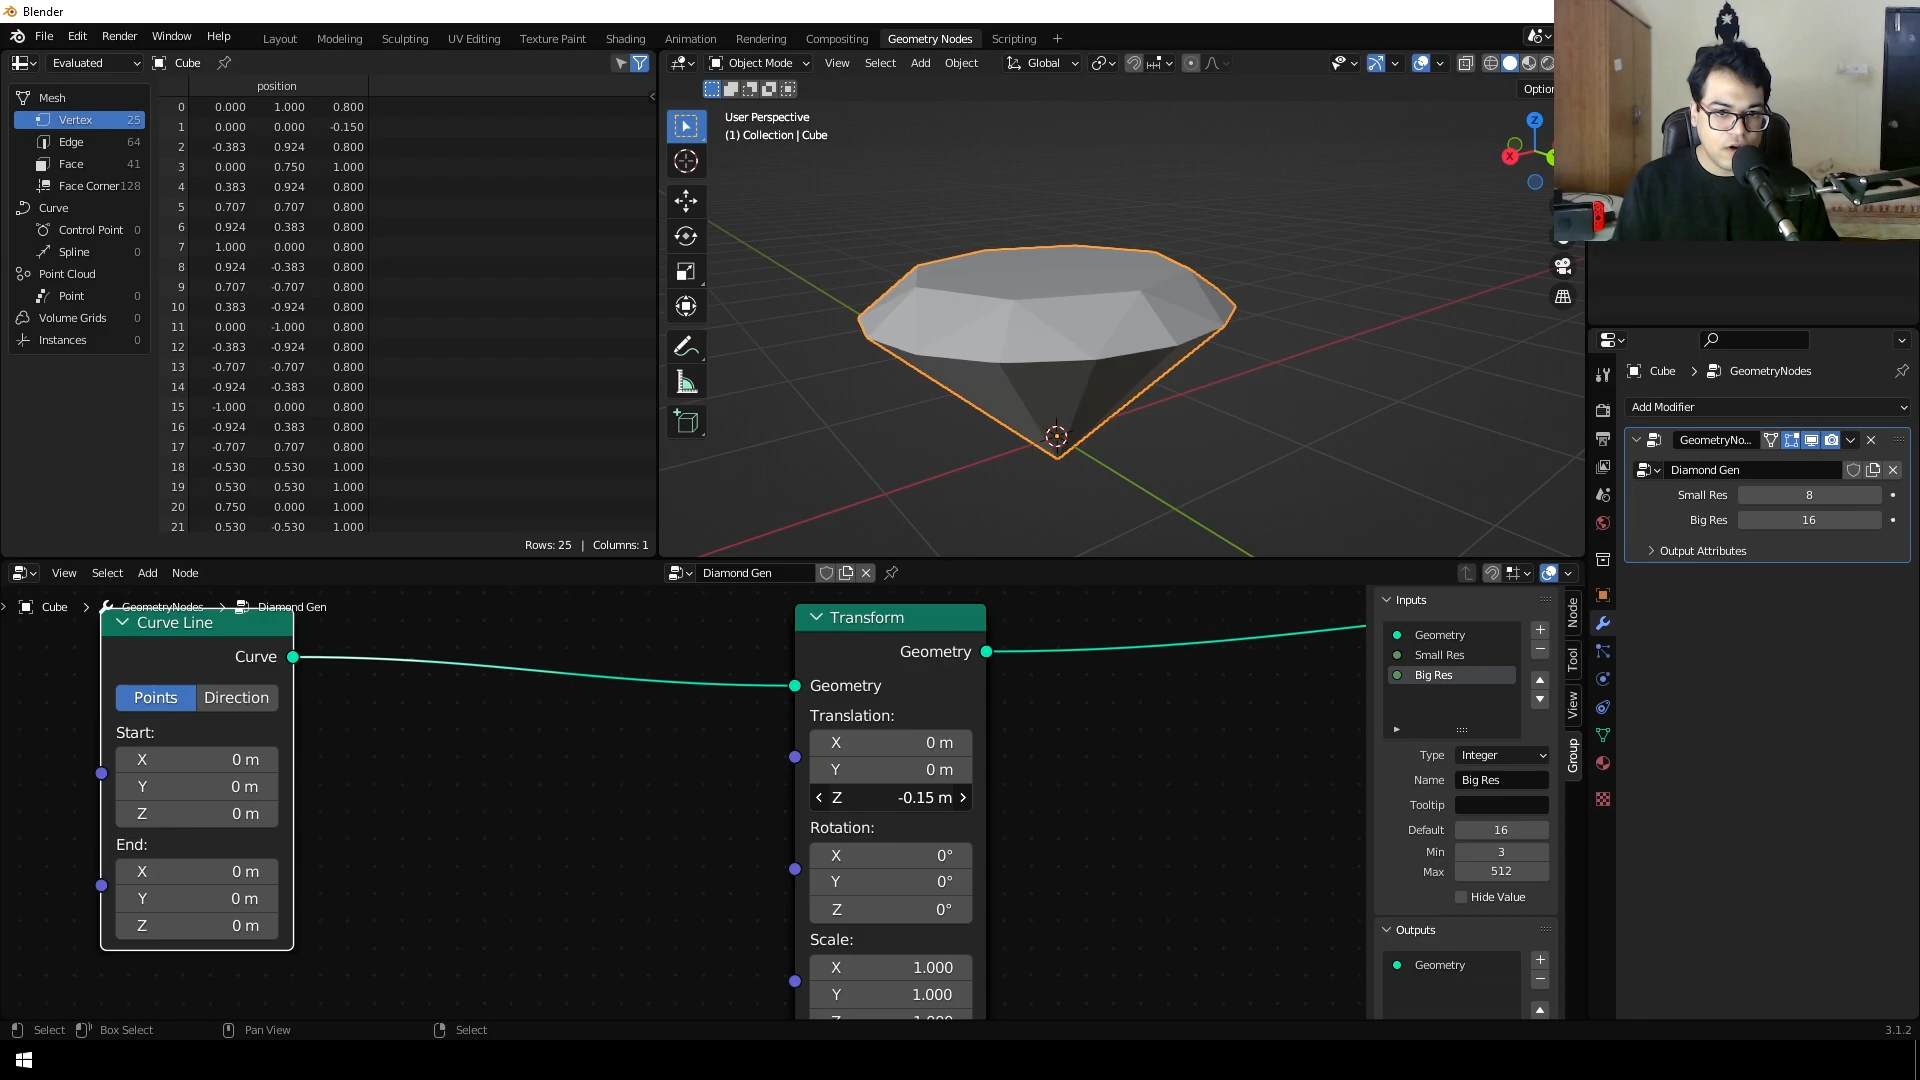 Blender
File Edit Render Window Help
Layout Modeling Sculpting UV Editing Texture Paint Shading Animation Rendering Compositing Geometry Nodes Scripting +
Evaluated Cube
position
Mesh
Vertex 25
Edge 64
Face 41
Face Corner 128
Curve
Control Point 0
Spline 0
Point Cloud
Point 0
Volume Grids 0
Instances 0
0 0.000 1.000 0.800
1 0.000 0.000 -0.150
2 -0.383 0.924 0.800
3 0.000 0.750 1.000
4 0.383 0.924 0.800
5 0.707 0.707 0.800
6 0.924 0.383 0.800
7 1.000 0.000 0.800
8 0.924 -0.383 0.800
9 0.707 -0.707 0.800
10 0.383 -0.924 0.800
11 0.000 -1.000 0.800
12 -0.383 -0.924 0.800
13 -0.707 -0.707 0.800
14 -0.924 -0.383 0.800
15 -1.000 0.000 0.800
16 -0.924 0.383 0.800
17 -0.707 0.707 0.800
18 -0.530 0.530 1.000
19 0.530 0.530 1.000
20 0.750 0.000 1.000
21 0.530 -0.530 1.000
Rows: 25 | Columns: 1
Object Mode View Select Add Object Global
Optior
User Perspective
(1) Collection | Cube
Z
X
Cube > GeometryNodes
Add Modifier
GeometryNo...
Diamond Gen
Small Res 8
Big Res 16
Output Attributes
View Select Add Node
Diamond Gen
Cube > GeometryNodes > Diamond Gen
Curve Line
Curve
Points Direction
Start:
X 0 m
Y 0 m
Z 0 m
End:
X 0 m
Y 0 m
Z 0 m
Transform
Geometry
Geometry
Translation:
X 0 m
Y 0 m
Z -0.15 m
Rotation:
X 0°
Y 0°
Z 0°
Scale:
X 1.000
Y 1.000
Inputs
Geometry
Small Res
Big Res
Type Integer
Name Big Res
Tooltip
Default 16
Min 3
Max 512
Hide Value
Outputs
Geometry
Node
Tool
View
Group
Select Box Select Pan View Select
3.1.2